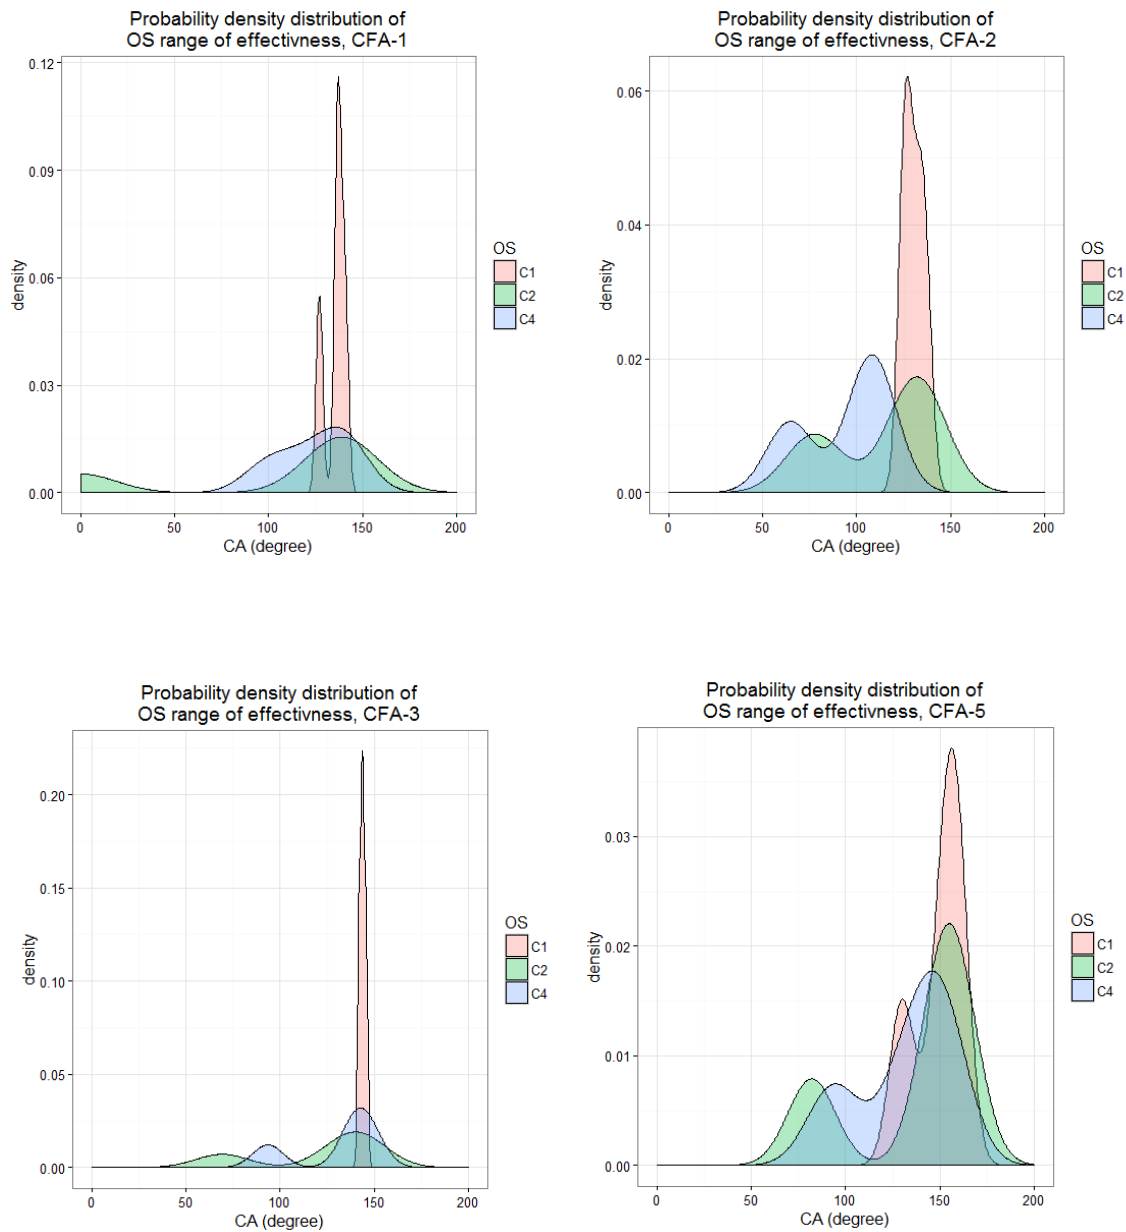 Probability density distribution of
OS range of effectivness, CFA-1
0.12
0.09
0.06
0.03
0.00
density
0
50
100
150
200
CA (degree)
OS
C1
C2
C4
Probability density distribution of
OS range of effectivness, CFA-2
0.06
0.04
0.02
0.00
density
0
50
100
150
200
CA (degree)
OS
C1
C2
C4
Probability density distribution of
OS range of effectivness, CFA-3
0.20
0.15
0.10
0.05
0.00
density
0
50
100
150
200
CA (degree)
OS
C1
C2
C4
Probability density distribution of
OS range of effectivness, CFA-5
0.03
0.02
0.01
0.00
density
0
50
100
150
200
CA (degree)
OS
C1
C2
C4